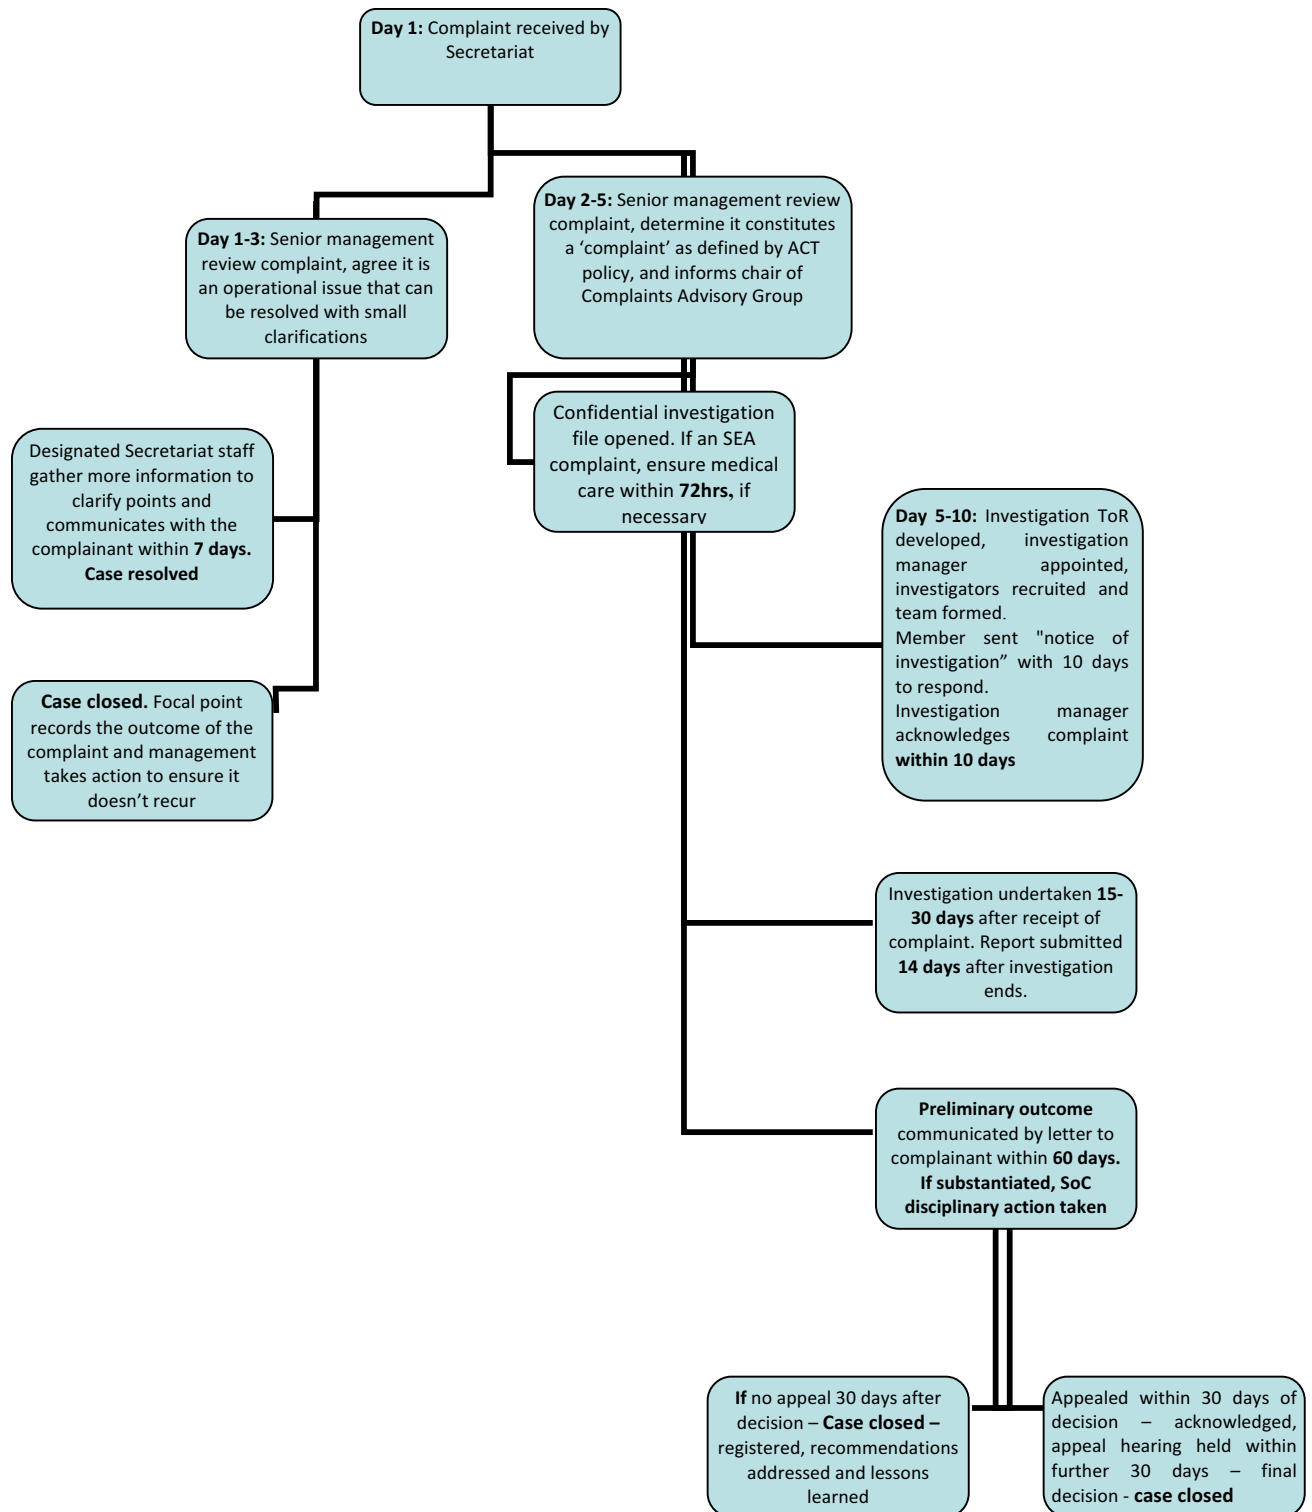 Day 1: Complaint received by
Secretariat
Day 1-3: Senior management
review complaint, agree it is
an operational issue that can
be resolved with small
clarifications
Day 2-5: Senior management review
complaint, determine it constitutes
a ‘complaint’ as defined by ACT
policy, and informs chair of
Complaints Advisory Group
Designated Secretariat staff
gather more information to
clarify points and
communicates with the
complainant within 7 days.
Case resolved
Confidential investigation
file opened. If an SEA
complaint, ensure medical
care within 72hrs, if
necessary
Case closed. Focal point
records the outcome of the
complaint and management
takes action to ensure it
doesn’t recur
Day 5-10: Investigation ToR
developed, investigation
manager appointed,
investigators recruited and
team formed.
Member sent "notice of
investigation” with 10 days
to respond.
Investigation manager
acknowledges complaint
within 10 days
Investigation undertaken 15-
30 days after receipt of
complaint. Report submitted
14 days after investigation
ends.
Preliminary outcome
communicated by letter to
complainant within 60 days.
If substantiated, SoC
disciplinary action taken
If no appeal 30 days after
decision – Case closed –
registered, recommendations
addressed and lessons
learned
Appealed within 30 days of
decision – acknowledged,
appeal hearing held within
further 30 days – final
decision - case closed